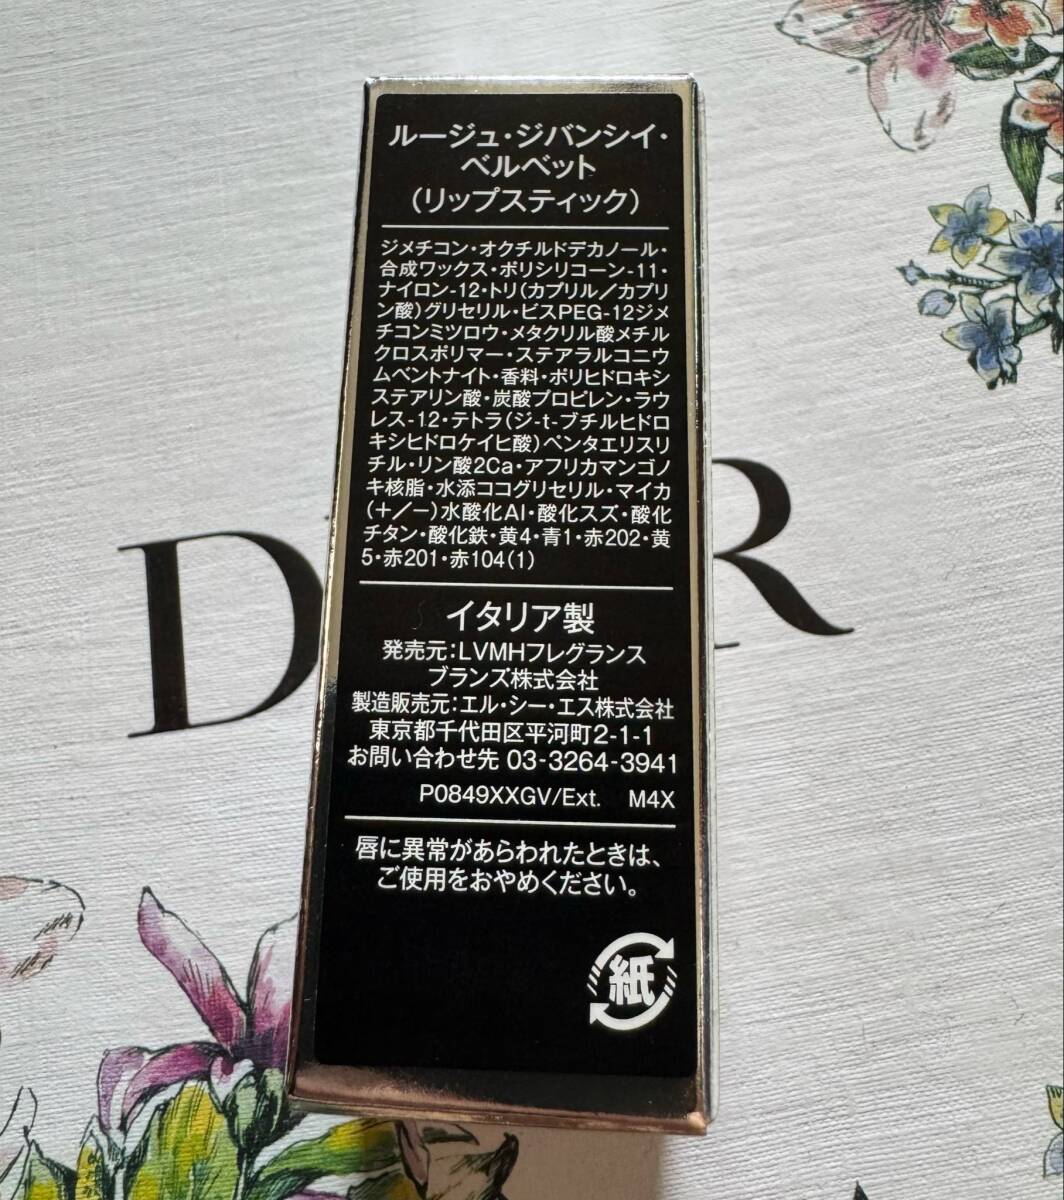 ルージュ・ジバンシイ・
ベルベット
(リップスティック)
ジメチコン・オクチルドデカノール・
合成ワックス・ポリシリコーン-11・
ナイロン-12・トリ(カプリル/カプリ
ン酸)グリセリル・ビスPEG-12ジメ
チコンミツロウ・メタクリル酸メチル
クロスポリマー・ステアラルコニウ
ムベントナイト・香料・ポリヒドロキシ
ステアリン酸・炭酸プロピレン・ラウ
レス-12・テトラ(ジ-t-ブチルヒドロ
キシヒドロケイヒ酸)ペンタエリスリ
チル・リン酸2Ca・アフリカマンゴノ
キ核脂・水添ココグリセリル・マイカ
(+/−)水酸化Al・酸化スズ・酸化
チタン・酸化鉄・黄4・青1・赤202・黄
5・赤201・赤104(1)
イタリア製
発売元:LVMHフレグランス
ブランズ株式会社
製造販売元:エル・シー・エス株式会社
東京都千代田区平河町2-1-1
お問い合わせ先 03-3264-3941
P0849XXGV/Ext. M4X
唇に異常があらわれたときは、
ご使用をおやめください。
紙